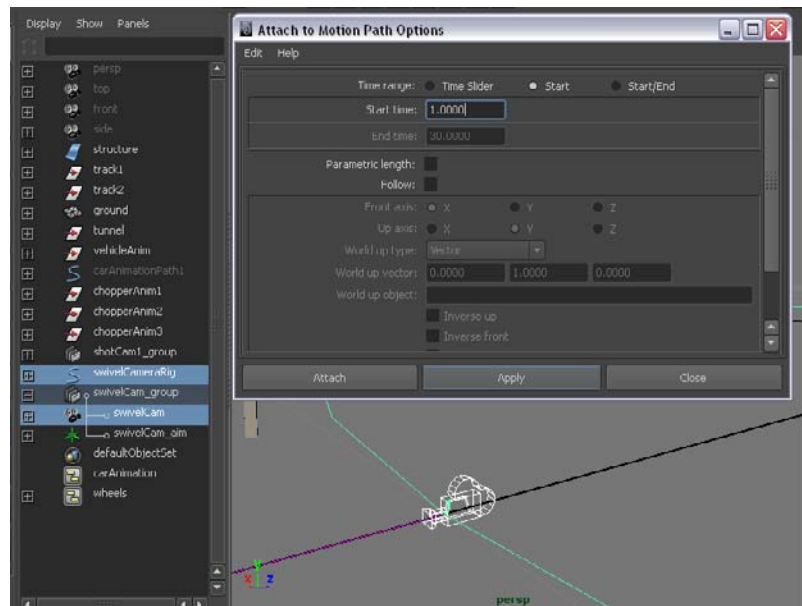 Display Show Panels
persp
top
front
side
structure
track1
track2
ground
tunnel
vehicleAnim
carAnimationPath1
chopperAnim1
chopperAnim2
chopperAnim3
shotCam1_group
swivelCameraRig
swivelCam_group
swivelCam
swivelCam_aim
defaultObjectSet
carAnimation
wheels
Attach to Motion Path Options
Edit Help
Time range: Time Slider Start Start/End
Start time: 1.0000
End time: 30.0000
Parametric length:
Follow:
Front axis: X Y Z
Up axis: X Y Z
World up type: Vector
World up vector: 0.0000 1.0000 0.0000
World up object:
Inverse up
Inverse front
Attach Apply Close
y
x z
persp